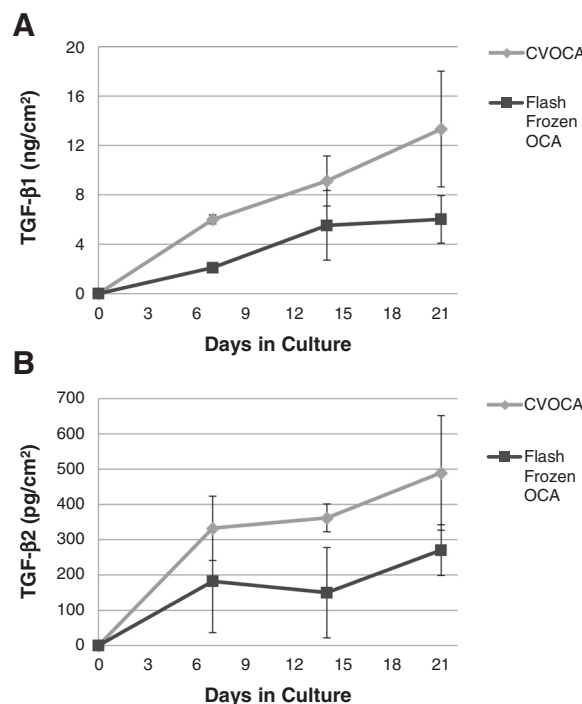 A
20
16
12
8
4
0
TGF-β1 (ng/cm²)
0 3 6 9 12 15 18 21
Days in Culture
CVOCA
Flash
Frozen
OCA
B
700
600
500
400
300
200
100
0
TGF-β2 (pg/cm²)
0 3 6 9 12 15 18 21
Days in Culture
CVOCA
Flash
Frozen
OCA